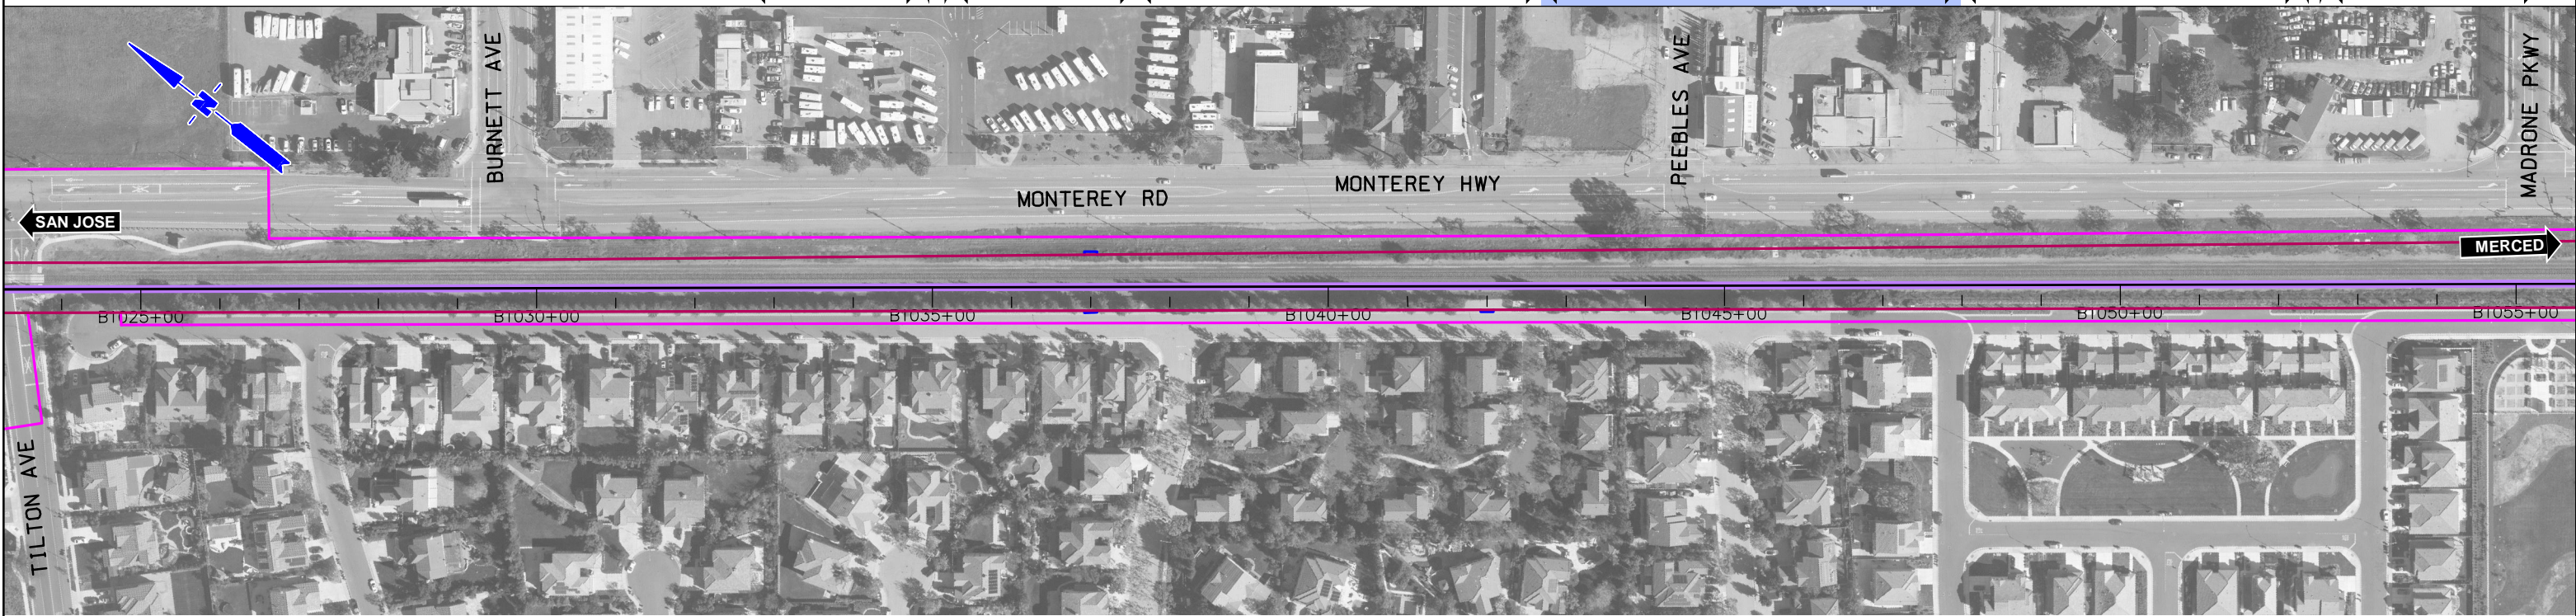 BURNETT AVE
PEEBLES AVE
MADRONE PKWY
N
MONTEREY RD
MONTEREY HWY
SAN JOSE
MERCED
B1025+00
B1030+00
B1035+00
B1040+00
B1045+00
B1050+00
B1055+00
TILTON AVE